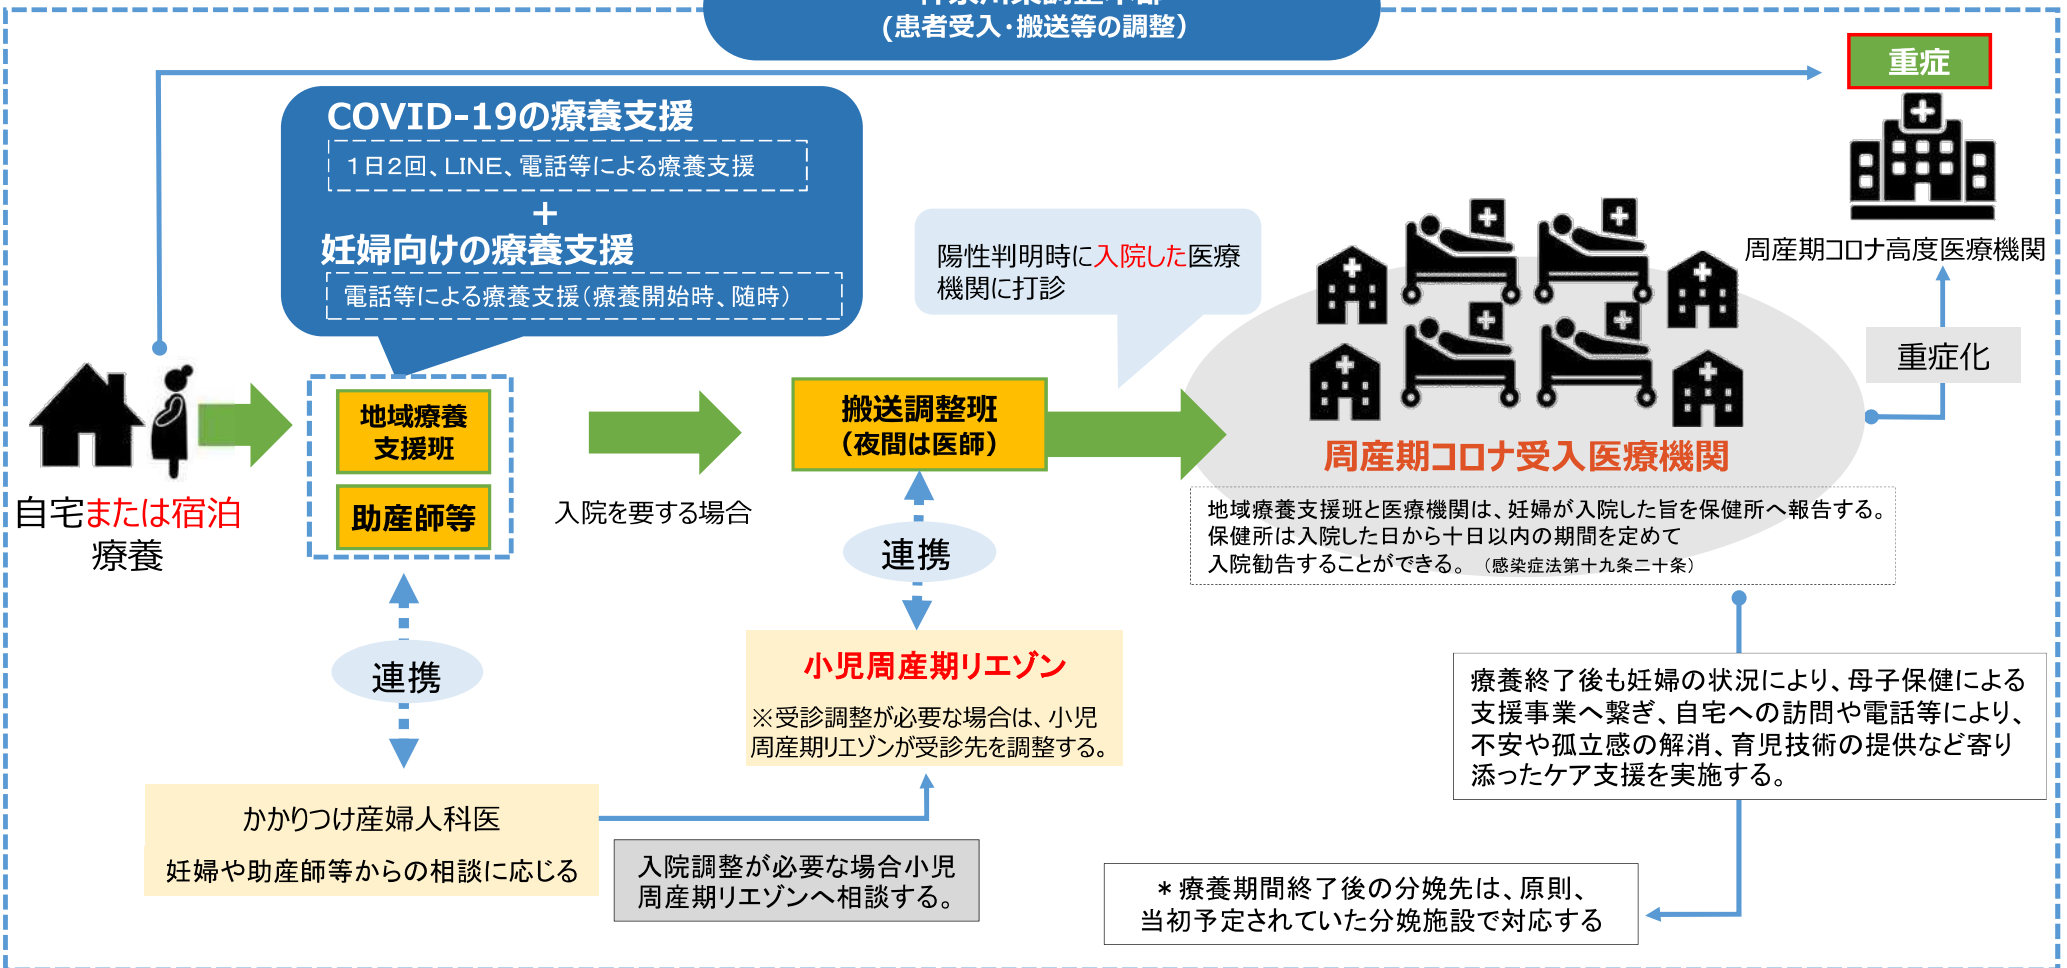 (患者受入・搬送等の調整)
重症
COVID-19の療養支援
１日２回、LINE、電話等による療養支援
＋
妊婦向けの療養支援
電話等による療養支援（療養開始時、随時）
陽性判明時に入院した医療
機関に打診
周産期コロナ高度医療機関
重症化
地域療養
支援班
助産師等
入院を要する場合
搬送調整班
（夜間は医師）
周産期コロナ受入医療機関
自宅または宿泊
療養
地域療養支援班と医療機関は、妊婦が入院した旨を保健所へ報告する。
保健所は入院した日から十日以内の期間を定めて
入院勧告することができる。（感染症法第十九条二十条）
連携
連携
小児周産期リエゾン
※受診調整が必要な場合は、小児
周産期リエゾンが受診先を調整する。
療養終了後も妊婦の状況により、母子保健による
支援事業へ繋ぎ、自宅への訪問や電話等により、
不安や孤立感の解消、育児技術の提供など寄り
添ったケア支援を実施する。
かかりつけ産婦人科医
妊婦や助産師等からの相談に応じる
入院調整が必要な場合小児
周産期リエゾンへ相談する。
＊療養期間終了後の分娩先は、原則、
当初予定されていた分娩施設で対応する